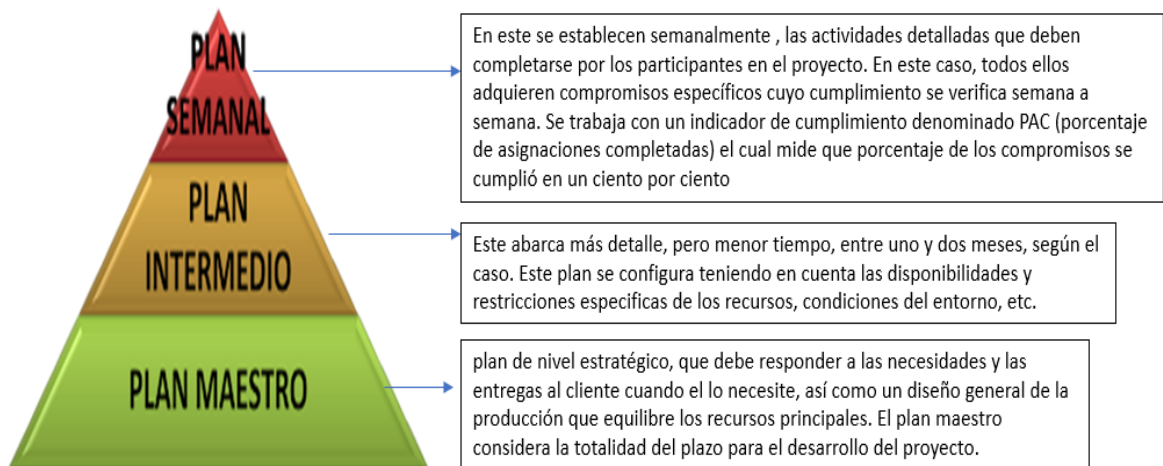 PLAN
SEMANAL
En este se establecen semanalmente , las actividades detalladas que deben
completarse por los participantes en el proyecto. En este caso, todos ellos
adquieren compromisos específicos cuyo cumplimiento se verifica semana a
semana. Se trabaja con un indicador de cumplimiento denominado PAC (porcentaje
de asignaciones completadas) el cual mide que porcentaje de los compromisos se
cumplió en un ciento por ciento
PLAN
INTERMEDIO
Este abarca más detalle, pero menor tiempo, entre uno y dos meses, según el
caso. Este plan se configura teniendo en cuenta las disponibilidades y
restricciones especificas de los recursos, condiciones del entorno, etc.
PLAN MAESTRO
plan de nivel estratégico, que debe responder a las necesidades y las
entregas al cliente cuando el lo necesite, así como un diseño general de la
producción que equilibre los recursos principales. El plan maestro
considera la totalidad del plazo para el desarrollo del proyecto.